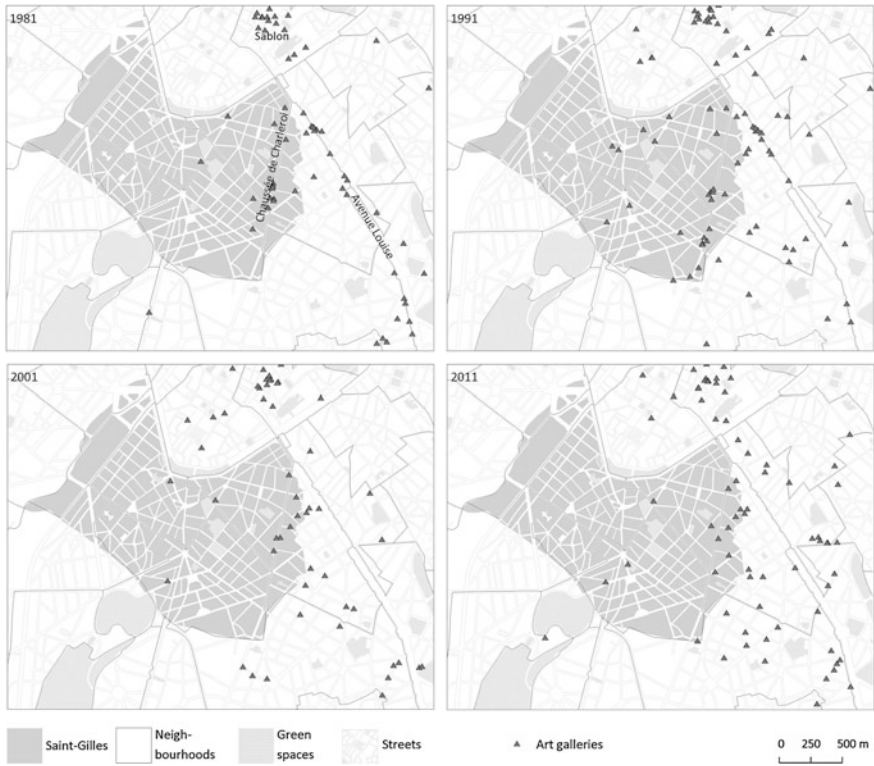 1981
Sablon
Chaussée de Charleroi
Avenue Louise
1991
2001
2011
Saint-Gilles
Neigh-
bourhoods
Green
spaces
Streets
Art galleries
0 250 500 m